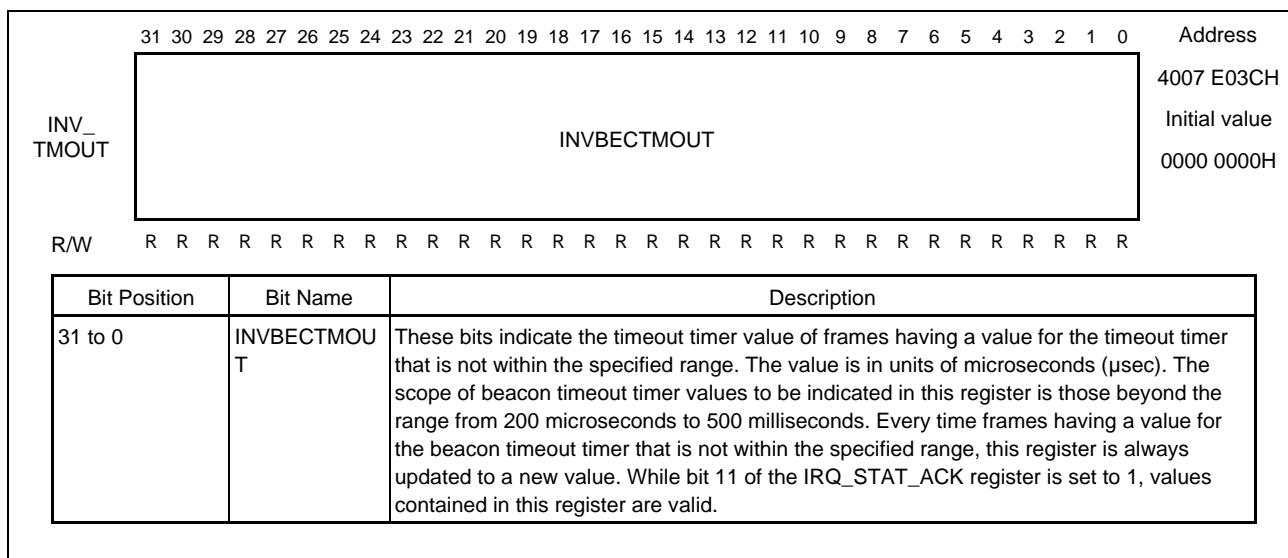 31 30 29 28 27 26 25 24 23 22 21 20 19 18 17 16 15 14 13 12 11 10 9 8 7 6 5 4 3 2 1 0 Address
4007 E03CH
INV_
TMOUT
INVBECTMOUT
Initial value
0000 0000H
R/W R R R R R R R R R R R R R R R R R R R R R R R R R R R R R R R R
Bit Position Bit Name Description
31 to 0 INVBECTMOU These bits indicate the timeout timer value of frames having a value for the timeout timer
T that is not within the specified range. The value is in units of microseconds (μsec). The
scope of beacon timeout timer values to be indicated in this register is those beyond the
range from 200 microseconds to 500 milliseconds. Every time frames having a value for
the beacon timeout timer that is not within the specified range, this register is always
updated to a new value. While bit 11 of the IRQ_STAT_ACK register is set to 1, values
contained in this register are valid.